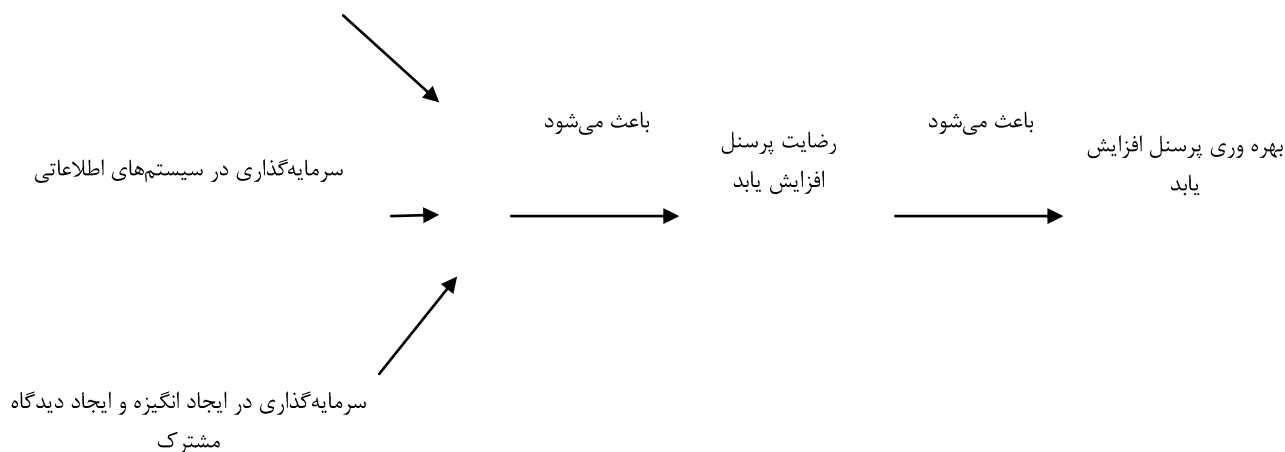 سرمایه‌گذاری در سیستم‌های اطلاعاتی
باعث می‌شود
رضایت پرسنل
افزایش یابد
باعث می‌شود
بهره وری پرسنل افزایش
یابد
سرمایه‌گذاری در ایجاد انگیزه و ایجاد دیدگاه
مشترک